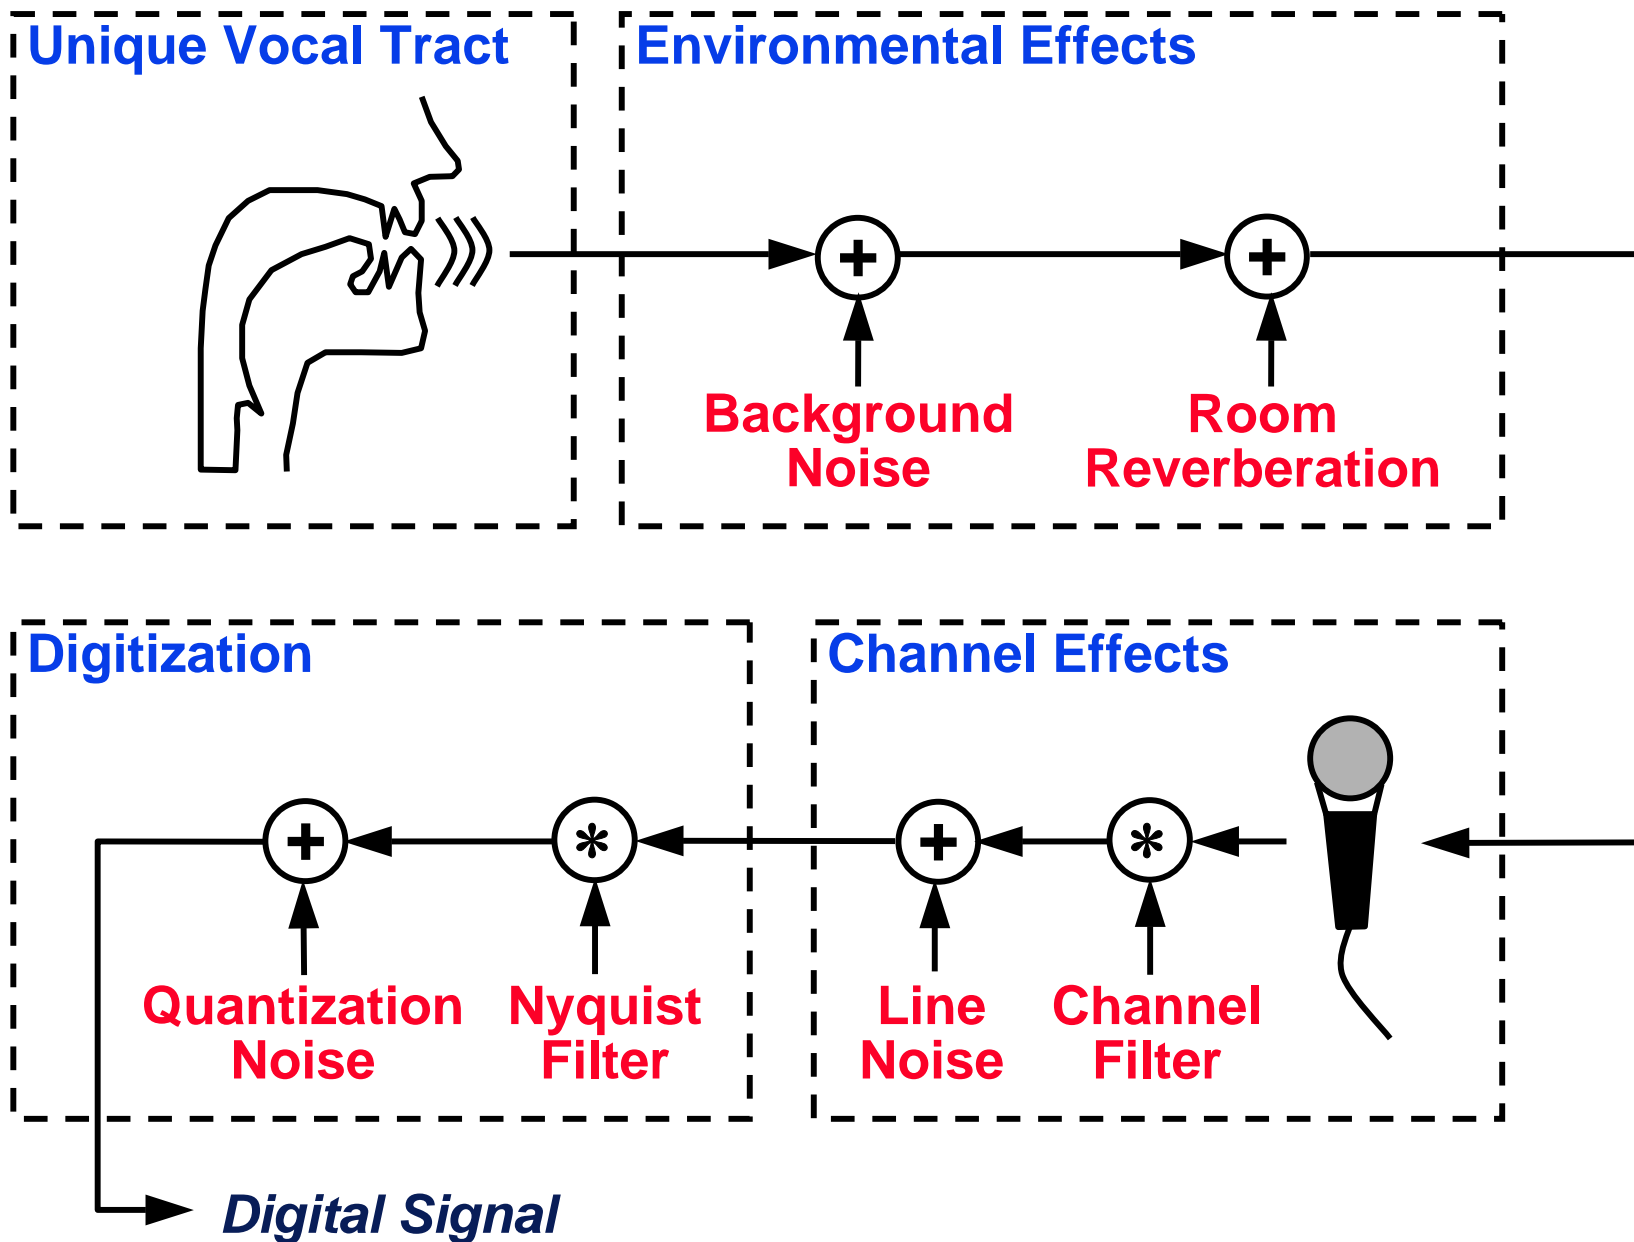 Unique Vocal Tract
Environmental Effects
+
+
Background
Noise
Room
Reverberation
Digitization
Channel Effects
+
*
+
*
Quantization
Noise
Nyquist
Filter
Line
Noise
Channel
Filter
Digital Signal